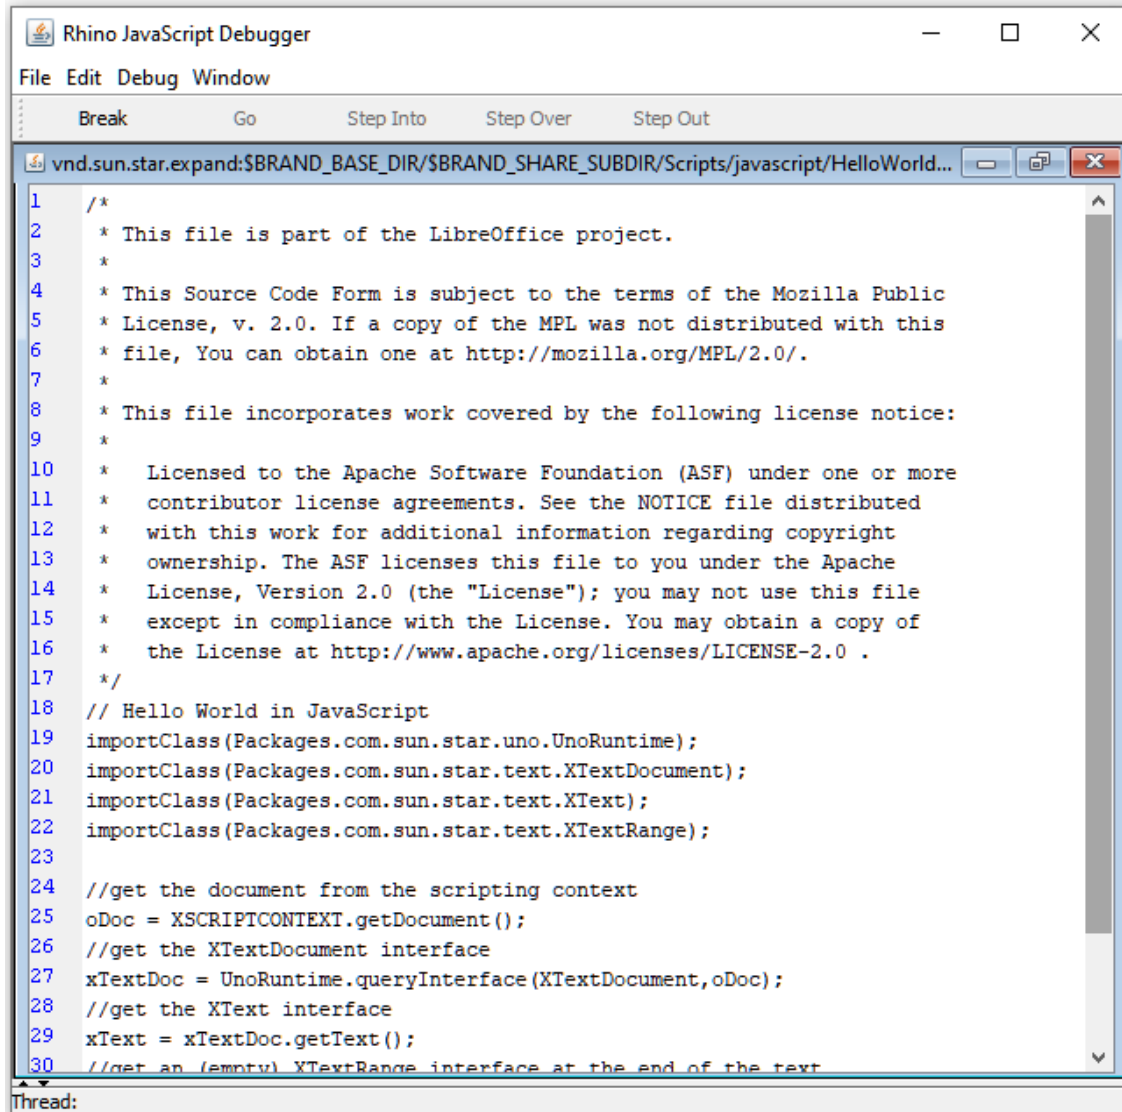 Rhino JavaScript Debugger
File Edit Debug Window
Break Go Step Into Step Over Step Out
vnd.sun.star.expand:$BRAND_BASE_DIR/$BRAND_SHARE_SUBDIR/Scripts/javascript/HelloWorld...
1 /*
2  * This file is part of the LibreOffice project.
3  *
4  * This Source Code Form is subject to the terms of the Mozilla Public
5  * License, v. 2.0. If a copy of the MPL was not distributed with this
6  * file, You can obtain one at http://mozilla.org/MPL/2.0/.
7  *
8  * This file incorporates work covered by the following license notice:
9  *
10  *   Licensed to the Apache Software Foundation (ASF) under one or more
11  *   contributor license agreements. See the NOTICE file distributed
12  *   with this work for additional information regarding copyright
13  *   ownership. The ASF licenses this file to you under the Apache
14  *   License, Version 2.0 (the "License"); you may not use this file
15  *   except in compliance with the License. You may obtain a copy of
16  *   the License at http://www.apache.org/licenses/LICENSE-2.0 .
17  */
18 // Hello World in JavaScript
19 importClass(Packages.com.sun.star.uno.UnoRuntime);
20 importClass(Packages.com.sun.star.text.XTextDocument);
21 importClass(Packages.com.sun.star.text.XText);
22 importClass(Packages.com.sun.star.text.XTextRange);
23
24 //get the document from the scripting context
25 oDoc = XSCRIPTCONTEXT.getDocument();
26 //get the XTextDocument interface
27 xTextDoc = UnoRuntime.queryInterface(XTextDocument,oDoc);
28 //get the XText interface
29 xText = xTextDoc.getText();
30 //get an (empty) XTextRange interface at the end of the text
Thread: